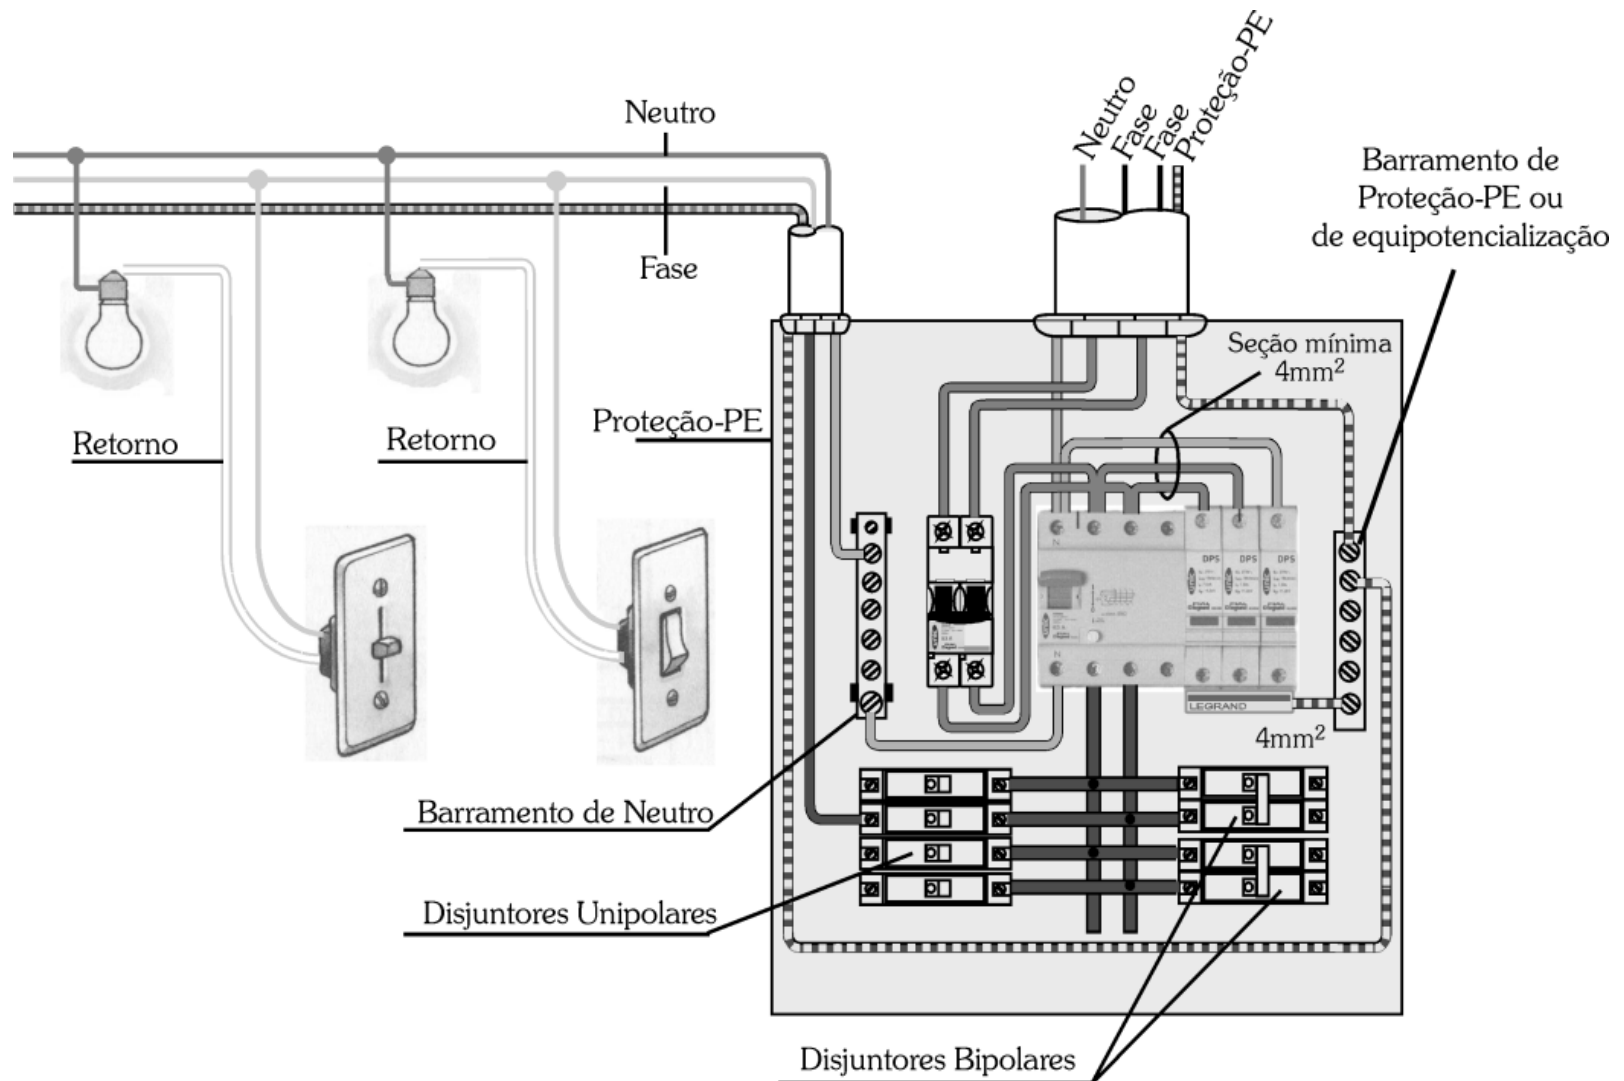 Neutro
Fase
Neutro
Fase
Fase
Proteção-PE
Barramento de
Proteção-PE ou
de equipotencialização
Seção mínima
4mm²
Proteção-PE
Retorno
Retorno
DPS
DPS
DPS
N
N
LEGRAND
4mm²
Barramento de Neutro
Disjuntores Unipolares
Disjuntores Bipolares